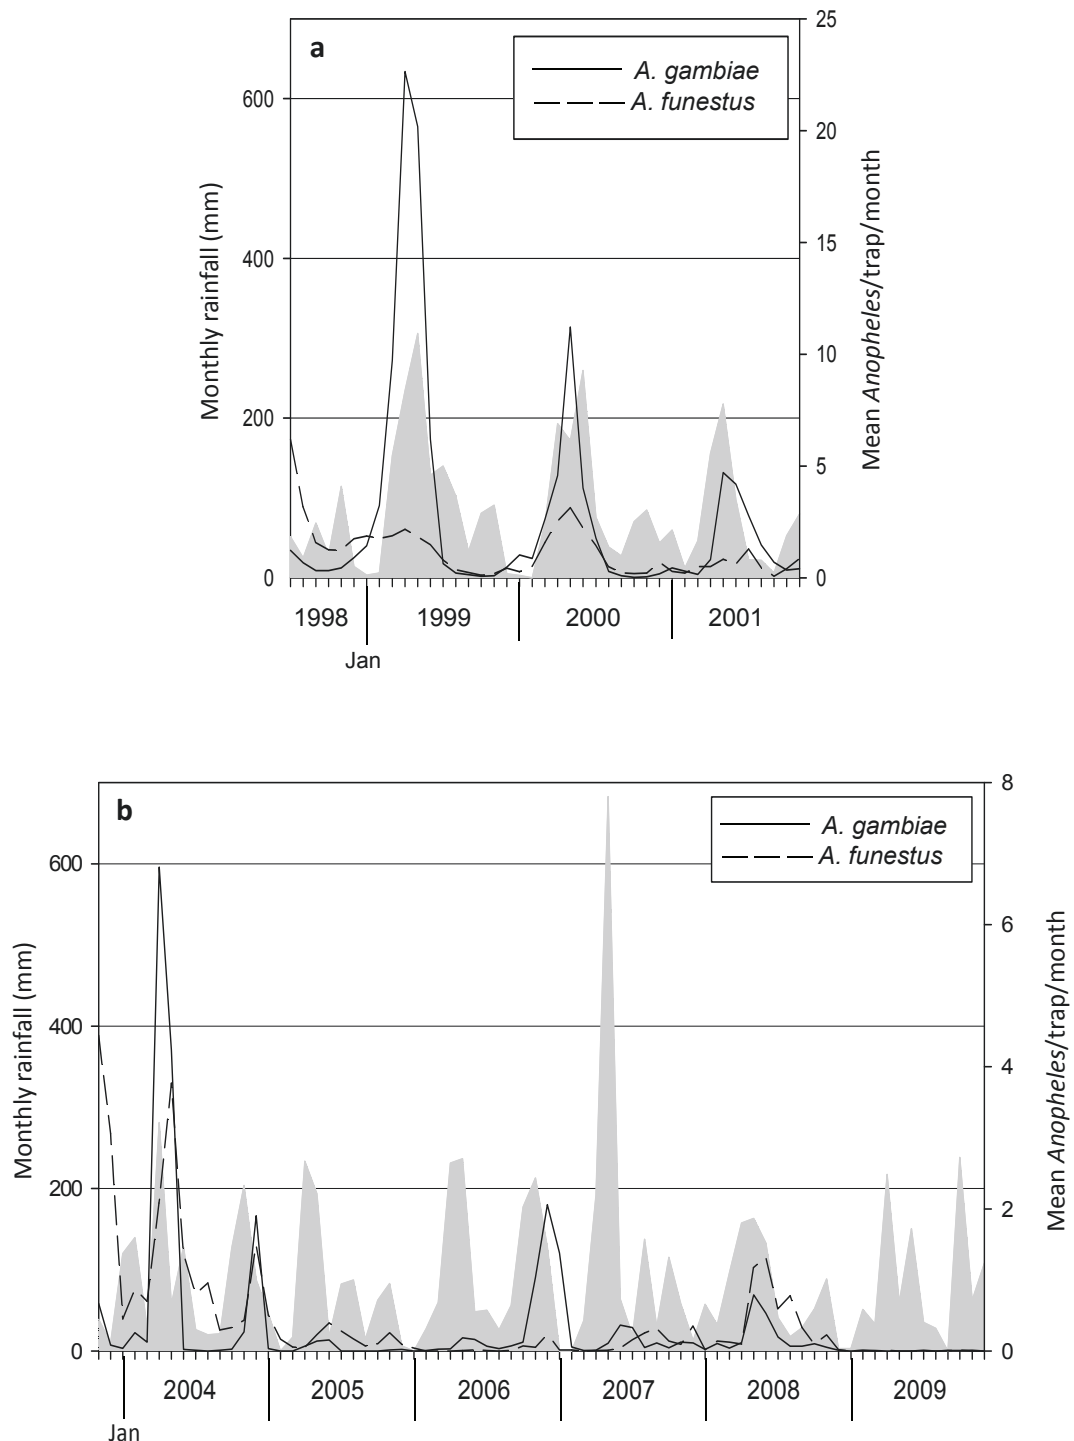 a
A. gambiae
A. funestus
Monthly rainfall (mm)
600
400
200
0
25
20
15
10
5
0
Mean Anopheles/trap/month
1998
1999
2000
2001
Jan
b
A. gambiae
A. funestus
Monthly rainfall (mm)
600
400
200
0
8
6
4
2
0
Mean Anopheles/trap/month
2004
2005
2006
2007
2008
2009
Jan